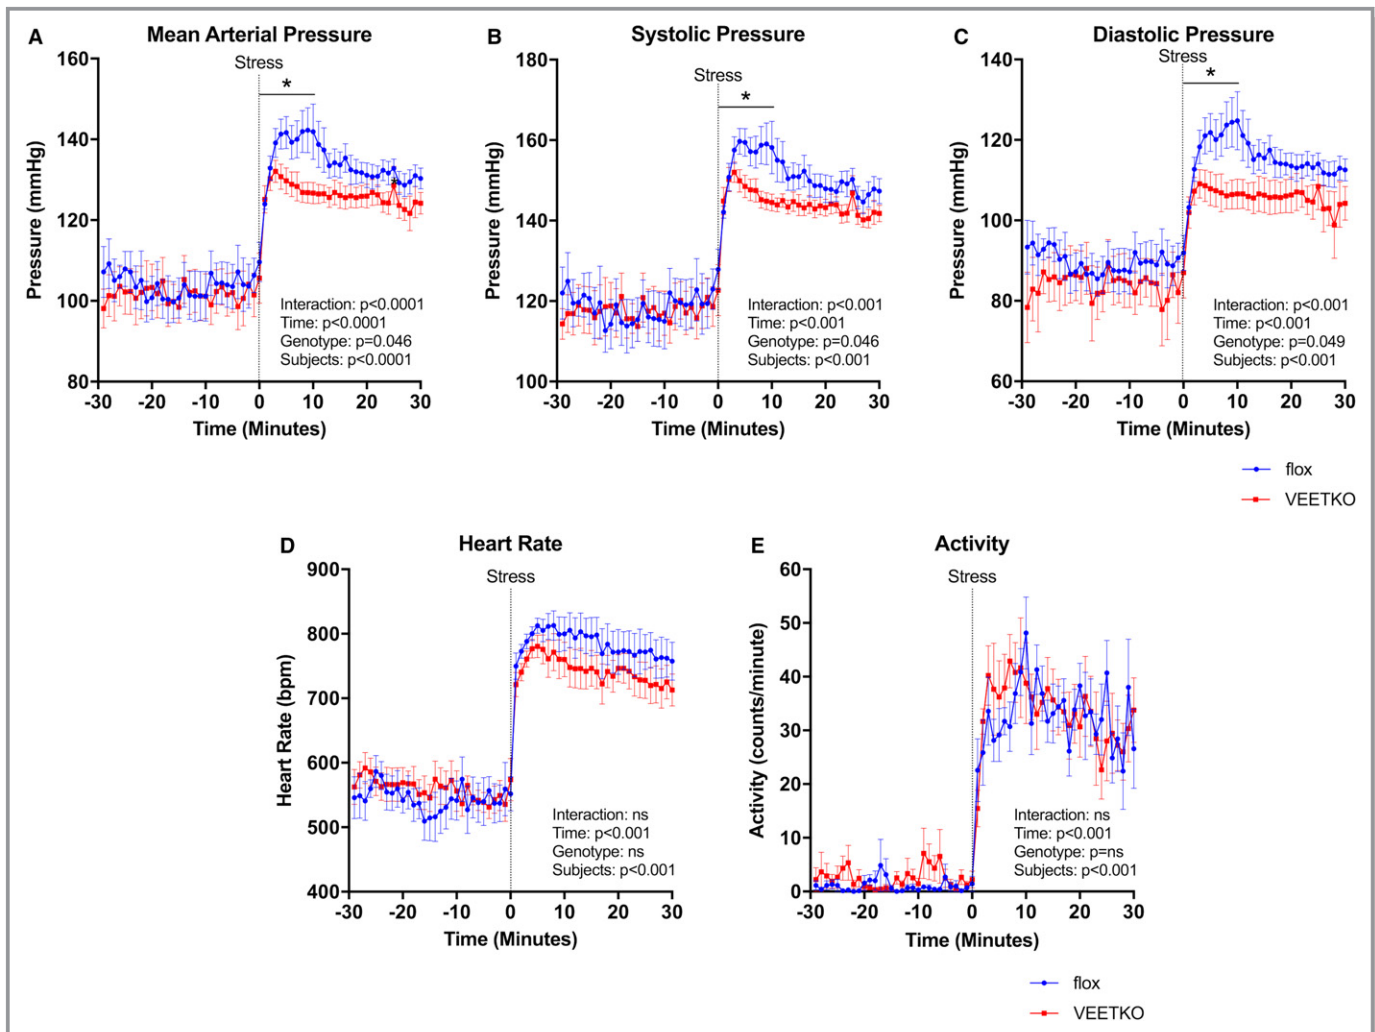 A Mean Arterial Pressure
160
140
120
100
80
Pressure (mmHg)
Stress
*
Interaction: p<0.0001
Time: p<0.0001
Genotype: p=0.046
Subjects: p<0.0001
-30 -20 -10 0 10 20 30
Time (Minutes)
B Systolic Pressure
180
160
140
120
100
Pressure (mmHg)
Stress
*
Interaction: p<0.001
Time: p<0.001
Genotype: p=0.046
Subjects: p<0.001
-30 -20 -10 0 10 20 30
Time (Minutes)
C Diastolic Pressure
140
120
100
80
60
Pressure (mmHg)
Stress
*
Interaction: p<0.001
Time: p<0.001
Genotype: p=0.049
Subjects: p<0.001
-30 -20 -10 0 10 20 30
Time (Minutes)
flox
VEETKO
D Heart Rate
900
800
700
600
500
400
Heart Rate (bpm)
Stress
Interaction: ns
Time: p<0.001
Genotype: ns
Subjects: p<0.001
-30 -20 -10 0 10 20 30
Time (Minutes)
E Activity
60
50
40
30
20
10
0
Activity (counts/minute)
Stress
Interaction: ns
Time: p<0.001
Genotype: p=ns
Subjects: p<0.001
-30 -20 -10 0 10 20 30
Time (Minutes)
flox
VEETKO